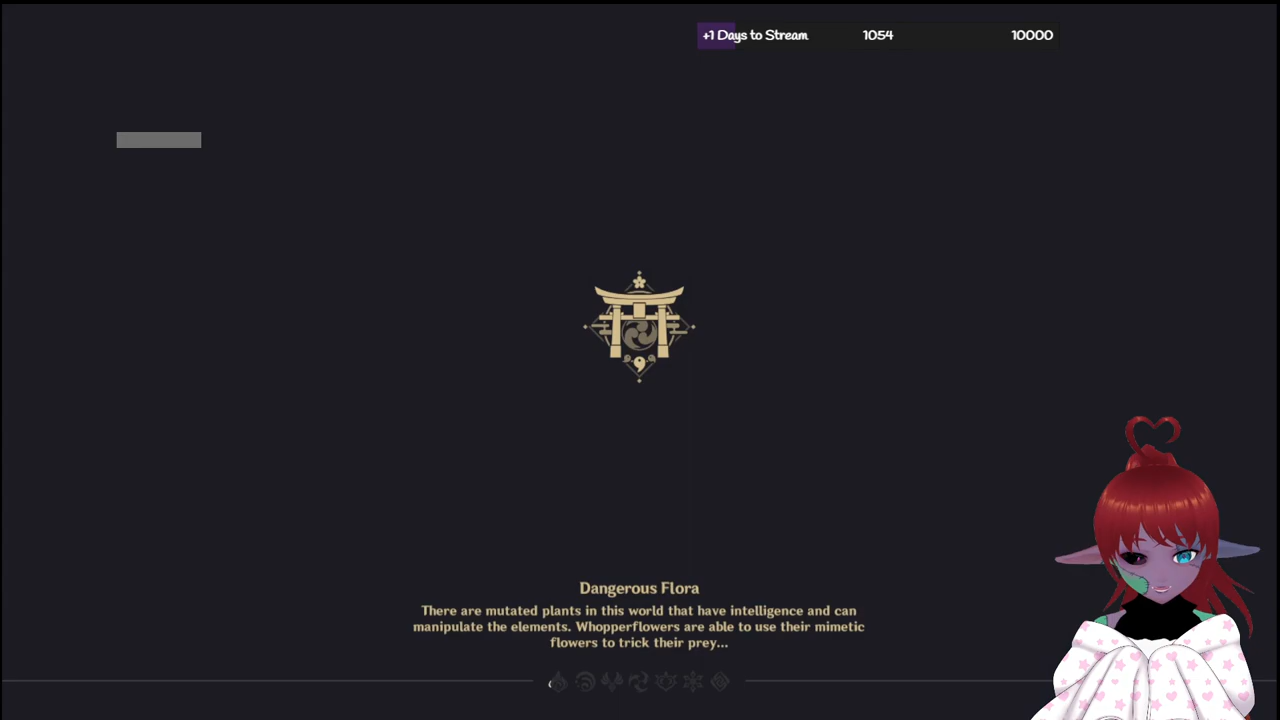 +1 Days to Stream 1054 10000
Dangerous Flora
There are mutated plants in this world that have intelligence and can
manipulate the elements. Whopperflowers are able to use their mimetic
flowers to trick their prey...